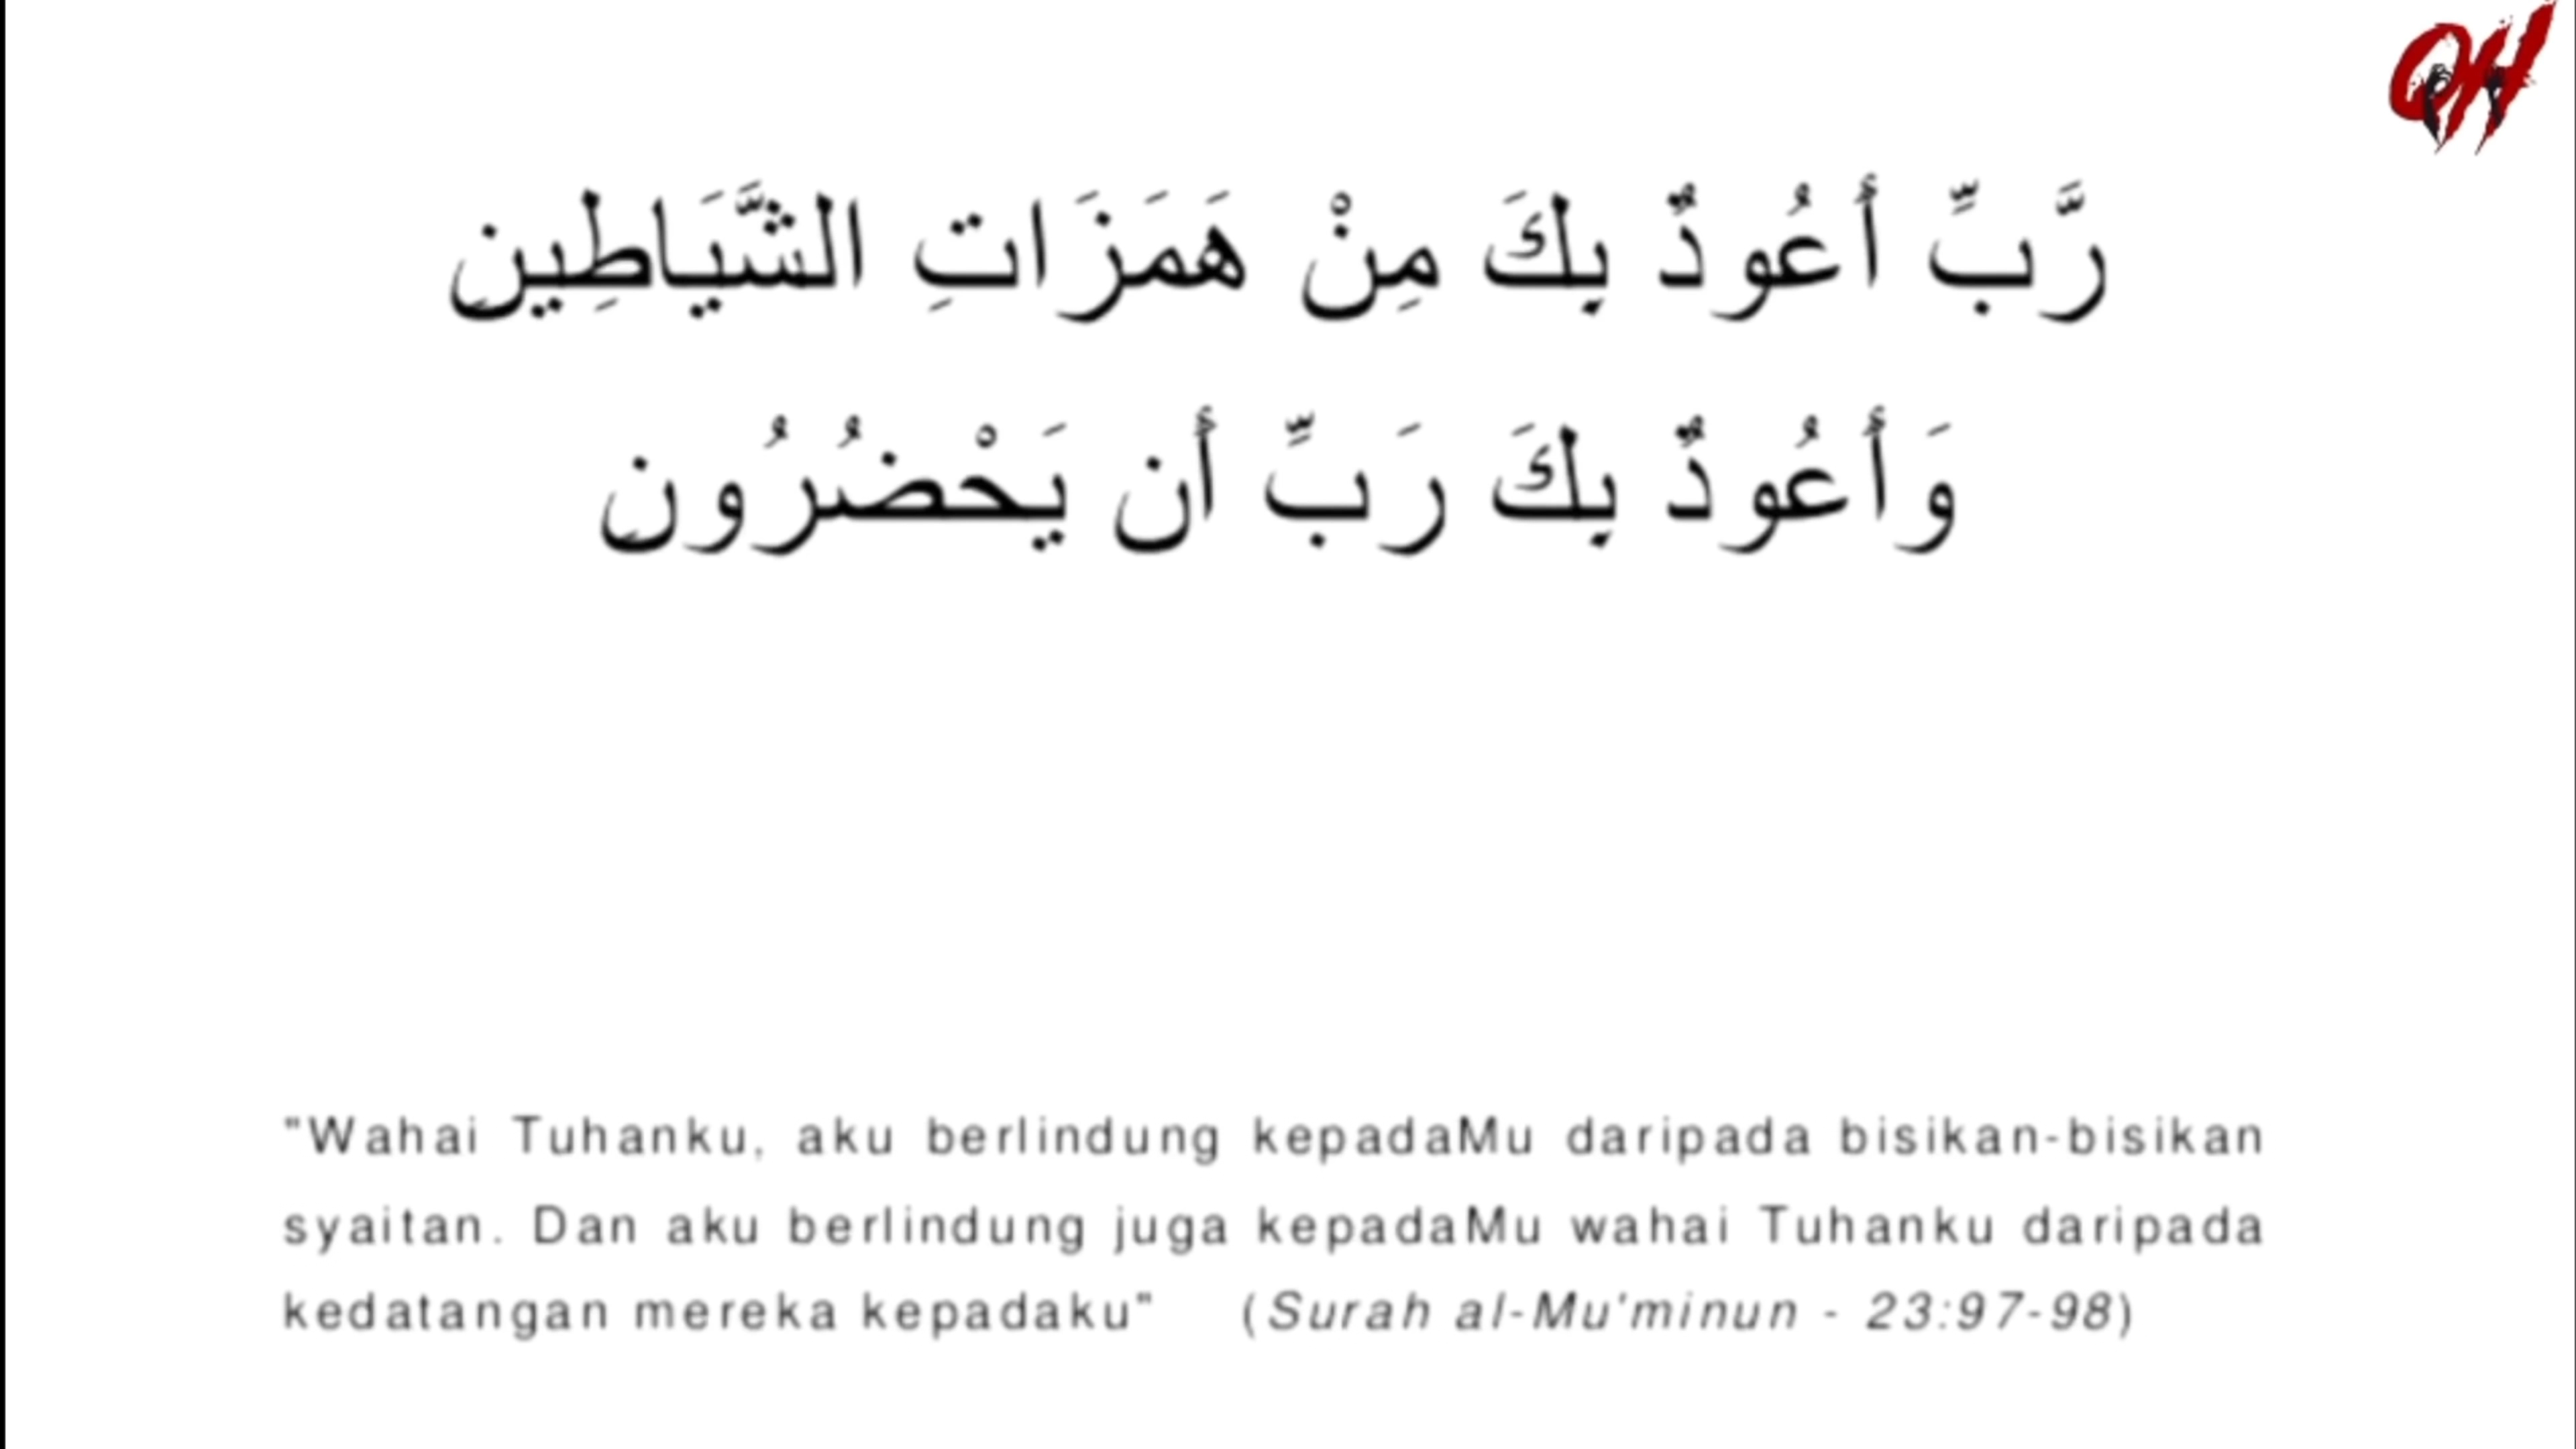 OH
رَّبِّ أَعُوذُ بِكَ مِنْ هَمَزَاتِ الشَّيَاطِينِ
وَأَعُوذُ بِكَ رَبِّ أَن يَحْضُرُونِ
"Wahai Tuhanku, aku berlindung kepadaMu daripada bisikan-bisikan
syaitan. Dan aku berlindung juga kepadaMu wahai Tuhanku daripada
kedatangan mereka kepadaku" (Surah al-Mu'minun - 23:97-98)